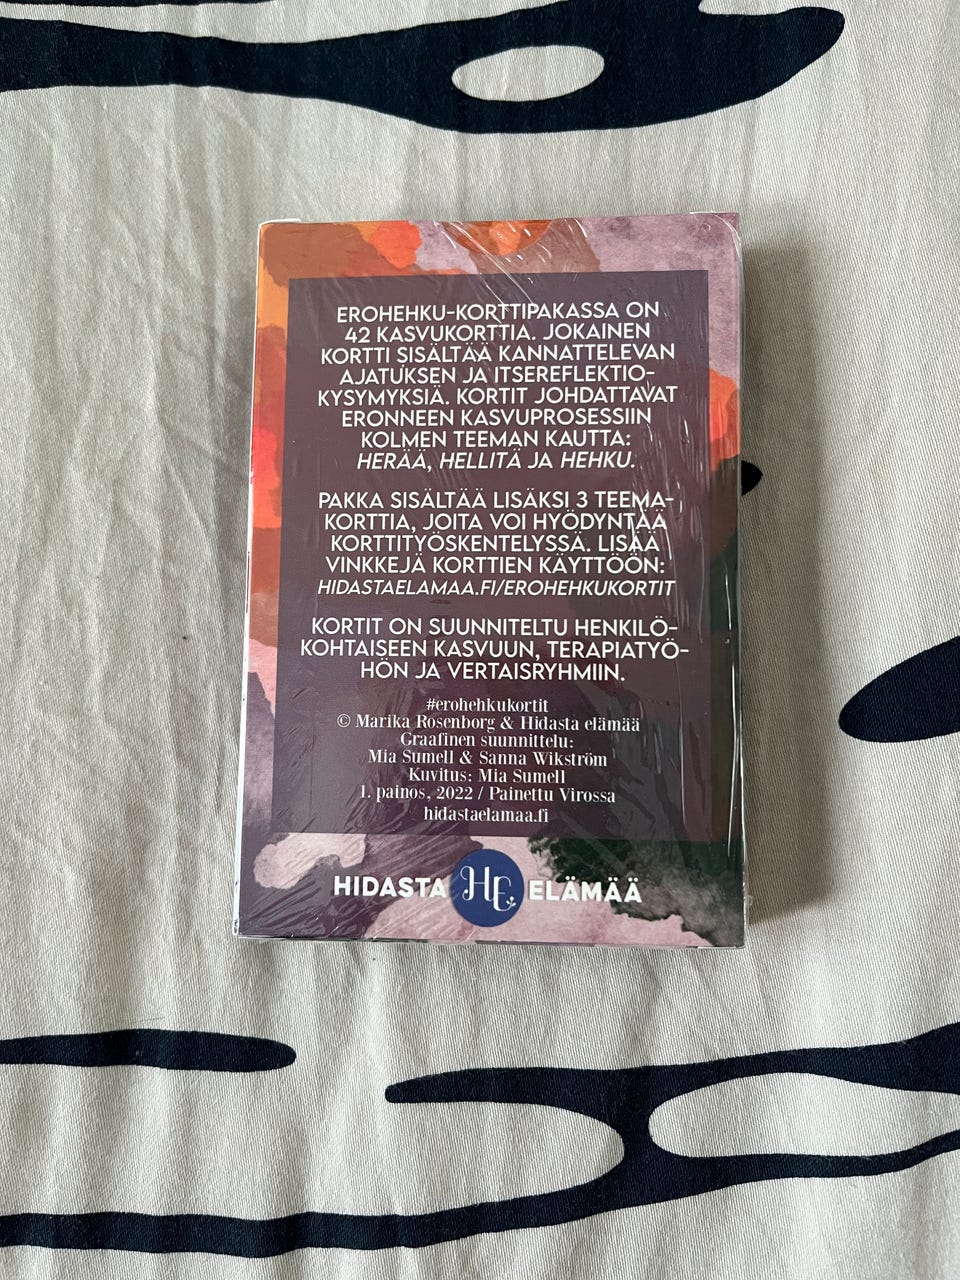 EROHEHKU-KORTTIPAKASSA ON
42 KASVUKORTTIA. JOKAINEN
KORTTI SISÄLTÄÄ KANNATTELEVAN
AJATUKSEN JA ITSEREFLEKTIO-
KYSYMYKSIÄ. KORTIT JOHDATTAVAT
ERONNEEN KASVUPROSESSIIN
KOLMEN TEEMAN KAUTTA:
HERÄÄ, HELLITÄ JA HEHKU.
PAKKA SISÄLTÄÄ LISÄKSI 3 TEEMA-
KORTTIA, JOITA VOI HYÖDYNTÄÄ
KORTTITYÖSKENTELYSSÄ. LISÄÄ
VINKKEJÄ KORTTIEN KÄYTTÖÖN:
HIDASTAELAMAA.FI/EROHEHKUKORTIT
KORTIT ON SUUNNITELTU HENKILÖ-
KOHTAISEEN KASVUUN, TERAPIATYÖ-
HÖN JA VERTAISRYHMIIN.
#erohehkukortit
© Marika Rosenborg & Hidasta elämää
Graafinen suunnittelu:
Mia Sumell & Sanna Wikström
Kuvitus: Mia Sumell
1. painos, 2022 / Painettu Virossa
hidastaelamaa.fi
HIDASTA HE ELÄMÄÄ